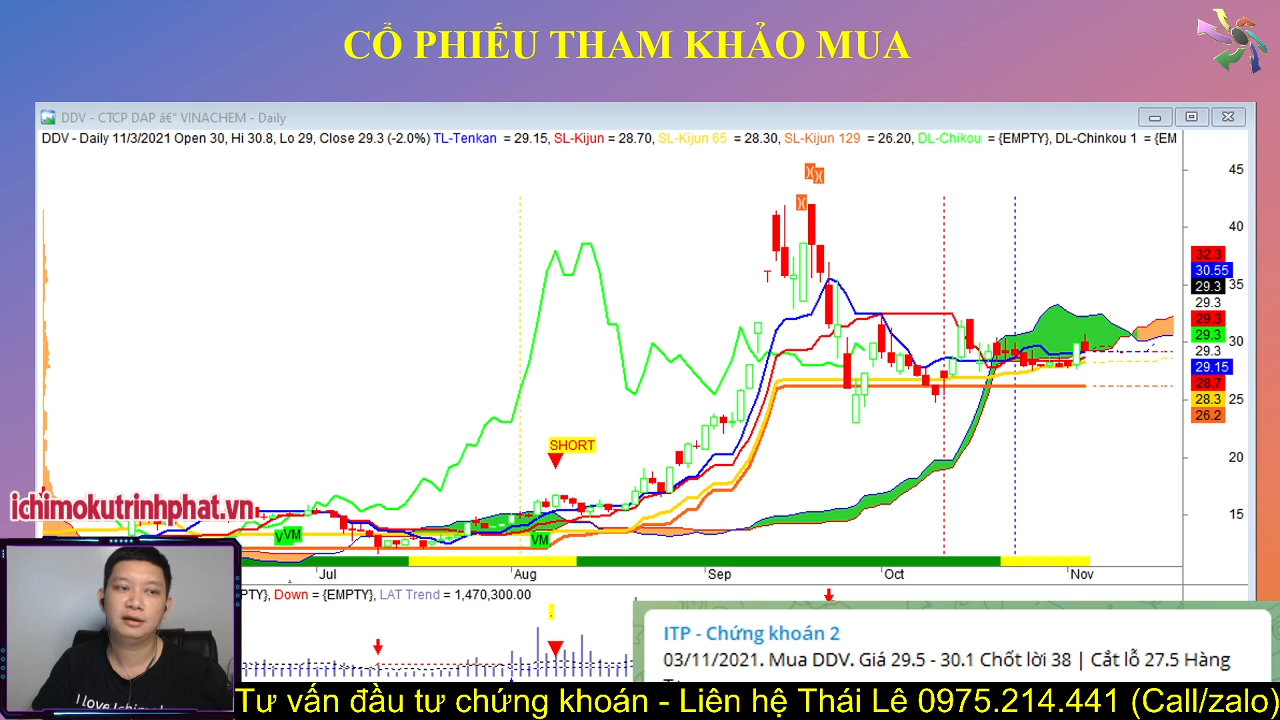 CỔ PHIẾU THAM KHẢO MUA
DDV - CTCP DAP â€“ VINACHEM - Daily
DDV - Daily 11/3/2021 Open 30, Hi 30.8, Lo 29, Close 29.3 (-2.0%) TL-Tenkan = 29.15, SL-Kijun = 28.70, SL-Kijun 65 = 28.30, SL-Kijun 129 = 26.20, DL-Chikou = {EMPTY}, DL-Chinkou 1 = {EM
45
40
35
30
25
20
15
32.3
30.55
29.3
29.3
29.3
29.3
29.3
29.15
28.7
28.3
26.2
SHORT
VM
VM
ichimokutrinhphat.vn
Jul
Aug
Sep
Oct
Nov
PTY}, Down = {EMPTY}, LAT Trend = 1,470,300.00
ITP - Chứng khoán 2
03/11/2021. Mua DDV. Giá 29.5 - 30.1 Chốt lời 38 | Cắt lỗ 27.5 Hàng
I love Ichimoku
Tư vấn đầu tư chứng khoán - Liên hệ Thái Lê 0975.214.441 (Call/zalo)